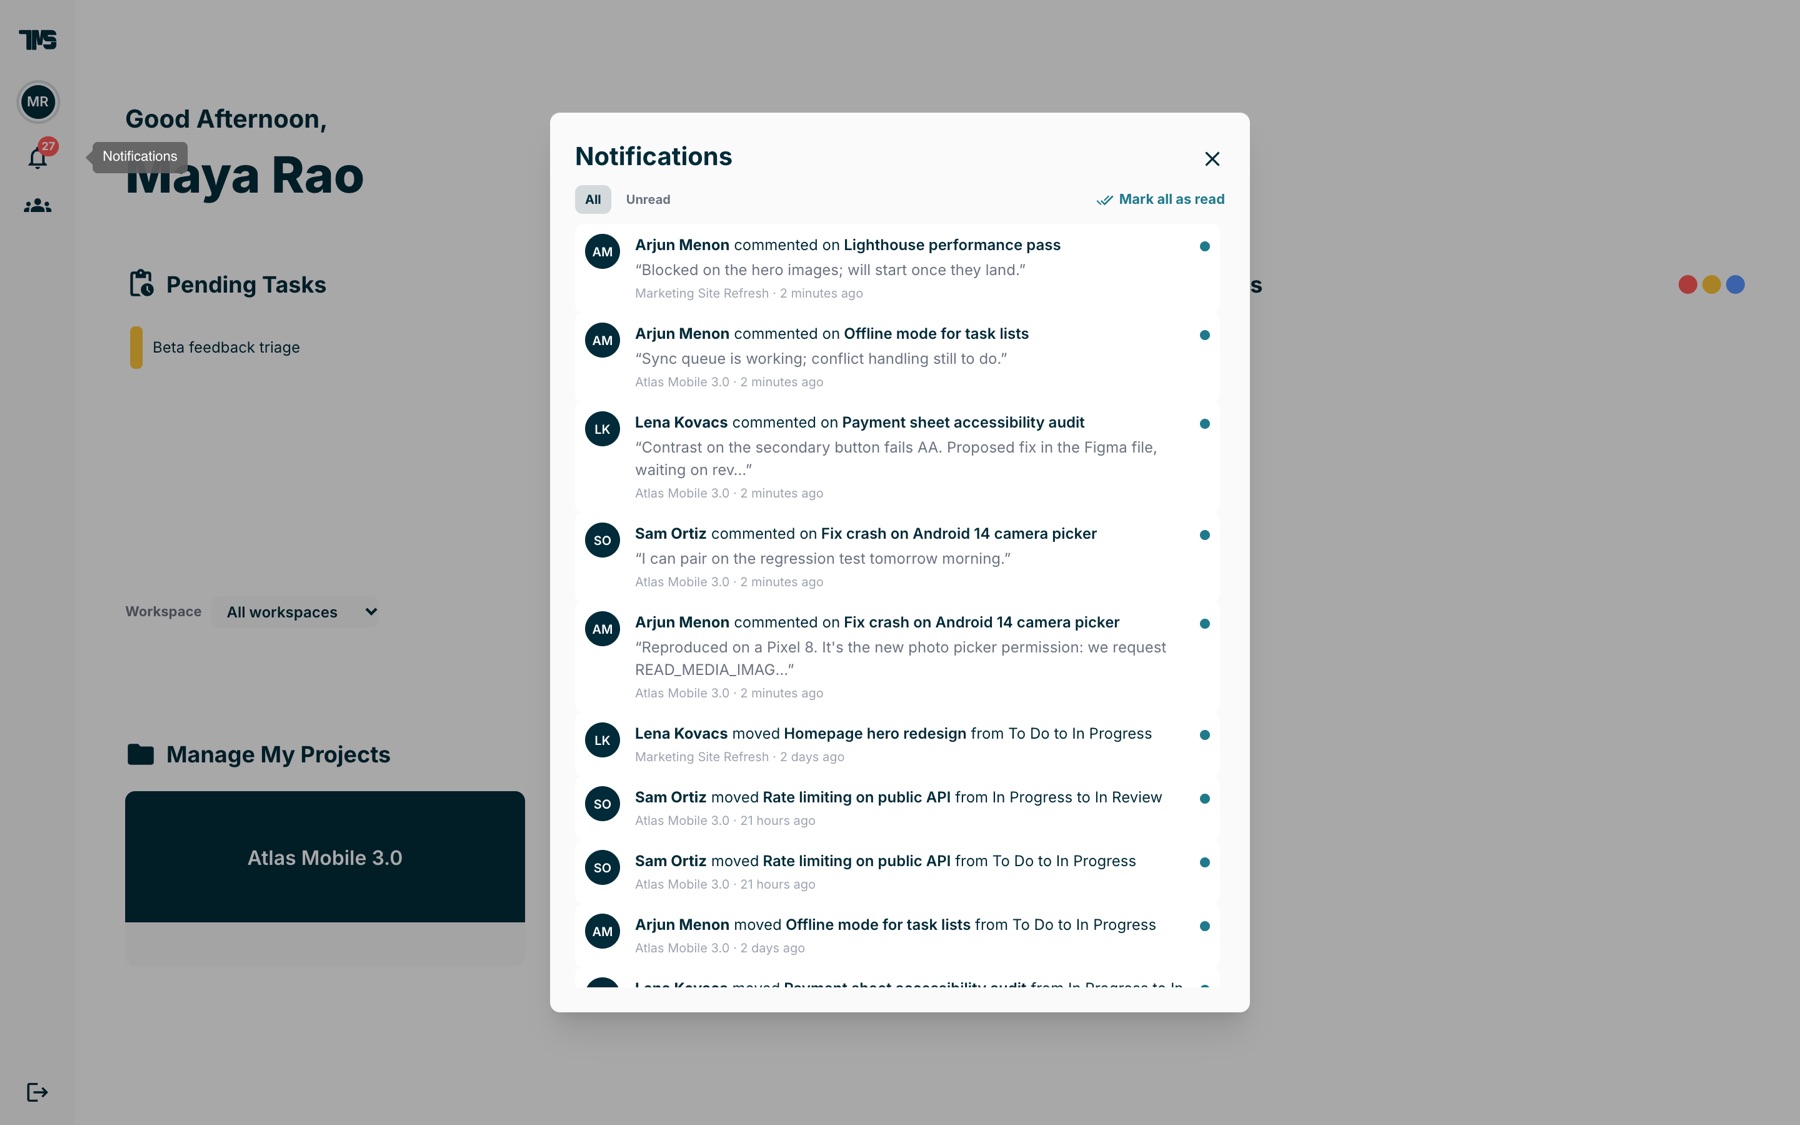 TMS
MR
27
Notifications
Good Afternoon,
Maya Rao
Pending Tasks
Beta feedback triage
Workspace
All workspaces
Manage My Projects
Atlas Mobile 3.0
s
Notifications
All
Unread
Mark all as read
AM
Arjun Menon commented on Lighthouse performance pass
“Blocked on the hero images; will start once they land.”
Marketing Site Refresh · 2 minutes ago
AM
Arjun Menon commented on Offline mode for task lists
“Sync queue is working; conflict handling still to do.”
Atlas Mobile 3.0 · 2 minutes ago
LK
Lena Kovacs commented on Payment sheet accessibility audit
“Contrast on the secondary button fails AA. Proposed fix in the Figma file,
waiting on rev...”
Atlas Mobile 3.0 · 2 minutes ago
SO
Sam Ortiz commented on Fix crash on Android 14 camera picker
“I can pair on the regression test tomorrow morning.”
Atlas Mobile 3.0 · 2 minutes ago
AM
Arjun Menon commented on Fix crash on Android 14 camera picker
“Reproduced on a Pixel 8. It's the new photo picker permission: we request
READ_MEDIA_IMAG...”
Atlas Mobile 3.0 · 2 minutes ago
LK
Lena Kovacs moved Homepage hero redesign from To Do to In Progress
Marketing Site Refresh · 2 days ago
SO
Sam Ortiz moved Rate limiting on public API from In Progress to In Review
Atlas Mobile 3.0 · 21 hours ago
SO
Sam Ortiz moved Rate limiting on public API from To Do to In Progress
Atlas Mobile 3.0 · 21 hours ago
AM
Arjun Menon moved Offline mode for task lists from To Do to In Progress
Atlas Mobile 3.0 · 2 days ago
Lena Kovacs moved Payment sheet accessibility audit from In Progress to In